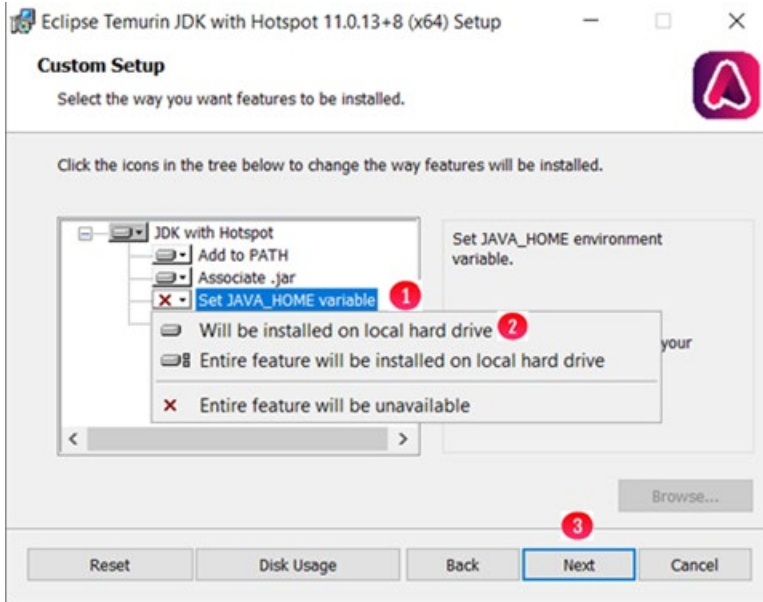 Eclipse Temurin JDK with Hotspot 11.0.13+8 (x64) Setup
Custom Setup
Select the way you want features to be installed.
Click the icons in the tree below to change the way features will be installed.
JDK with Hotspot
Add to PATH
Associate .jar
Set JAVA_HOME variable 1
Will be installed on local hard drive 2
Entire feature will be installed on local hard drive
Entire feature will be unavailable
Set JAVA_HOME environment
variable.
your
Browse...
3
Reset Disk Usage Back Next Cancel